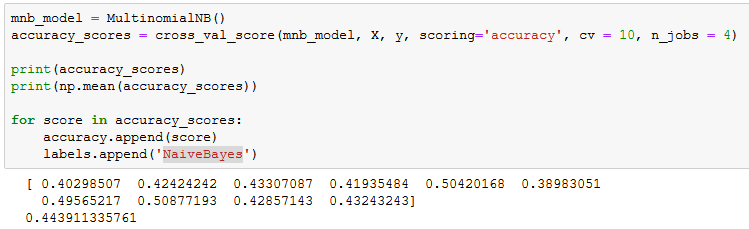 mnb_model = MultinomialNB()
accuracy_scores = cross_val_score(mnb_model, X, y, scoring='accuracy', cv = 10, n_jobs = 4)
print(accuracy_scores)
print(np.mean(accuracy_scores))
for score in accuracy_scores:
    accuracy.append(score)
    labels.append('NaiveBayes')
[ 0.40298507  0.42424242  0.43307087  0.41935484  0.50420168  0.38983051
  0.49565217  0.50877193  0.42857143  0.43243243]
0.443911335761